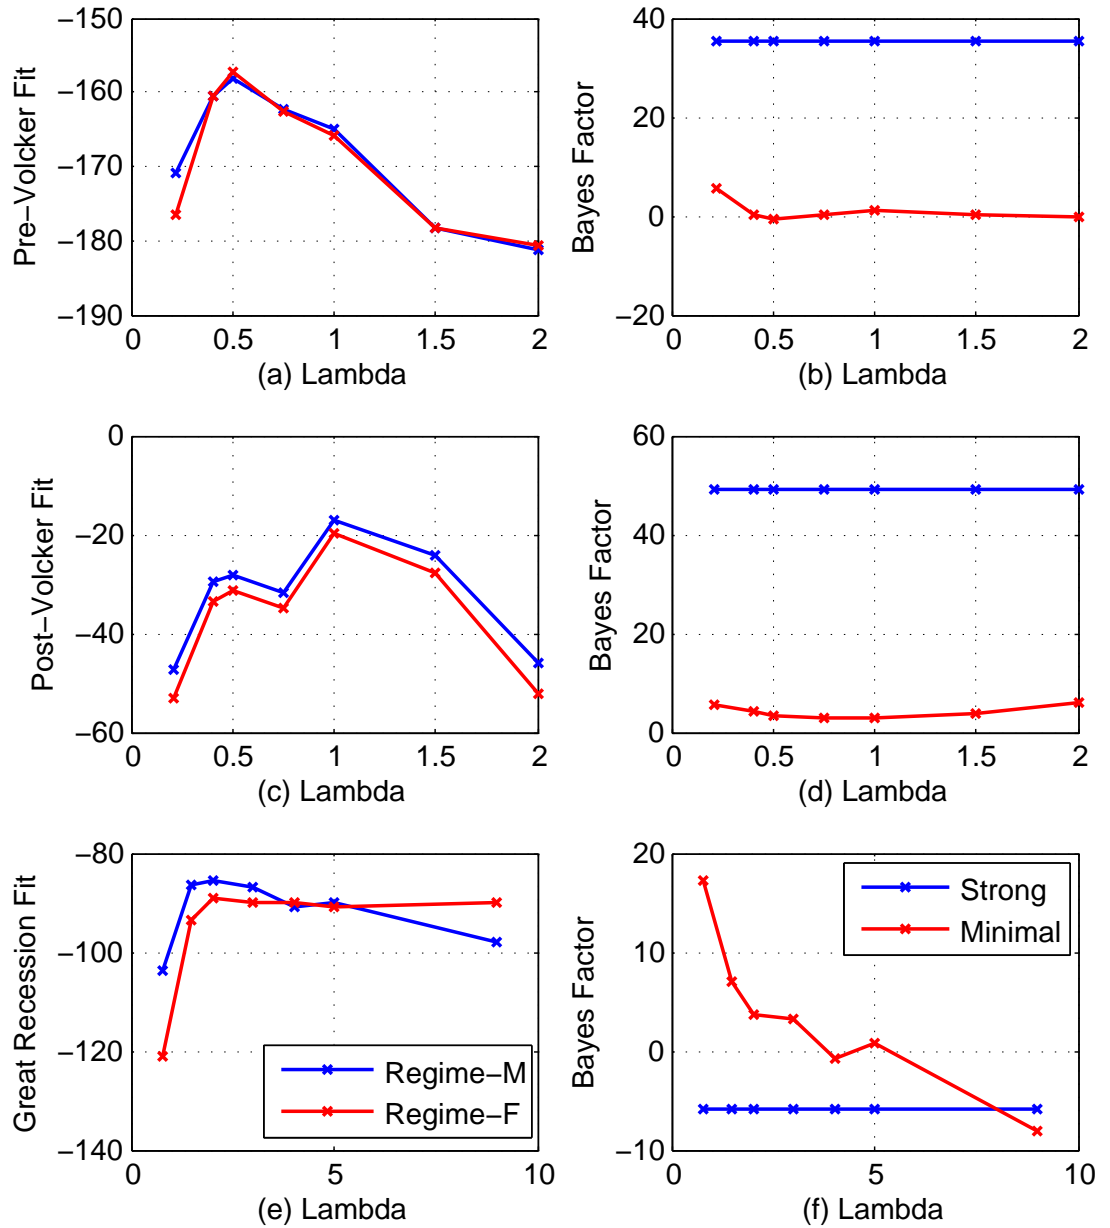 Pre−Volcker Fit
−150
−160
−170
−180
−190
0 0.5 1 1.5 2
(a) Lambda
Bayes Factor
40
20
0
−20
0 0.5 1 1.5 2
(b) Lambda
Post−Volcker Fit
0
−20
−40
−60
0 0.5 1 1.5 2
(c) Lambda
Bayes Factor
60
40
20
0
0 0.5 1 1.5 2
(d) Lambda
Great Recession Fit
−80
−100
−120
−140
0 5 10
(e) Lambda
Regime−M
Regime−F
Bayes Factor
20
10
0
−10
0 5 10
(f) Lambda
Strong
Minimal